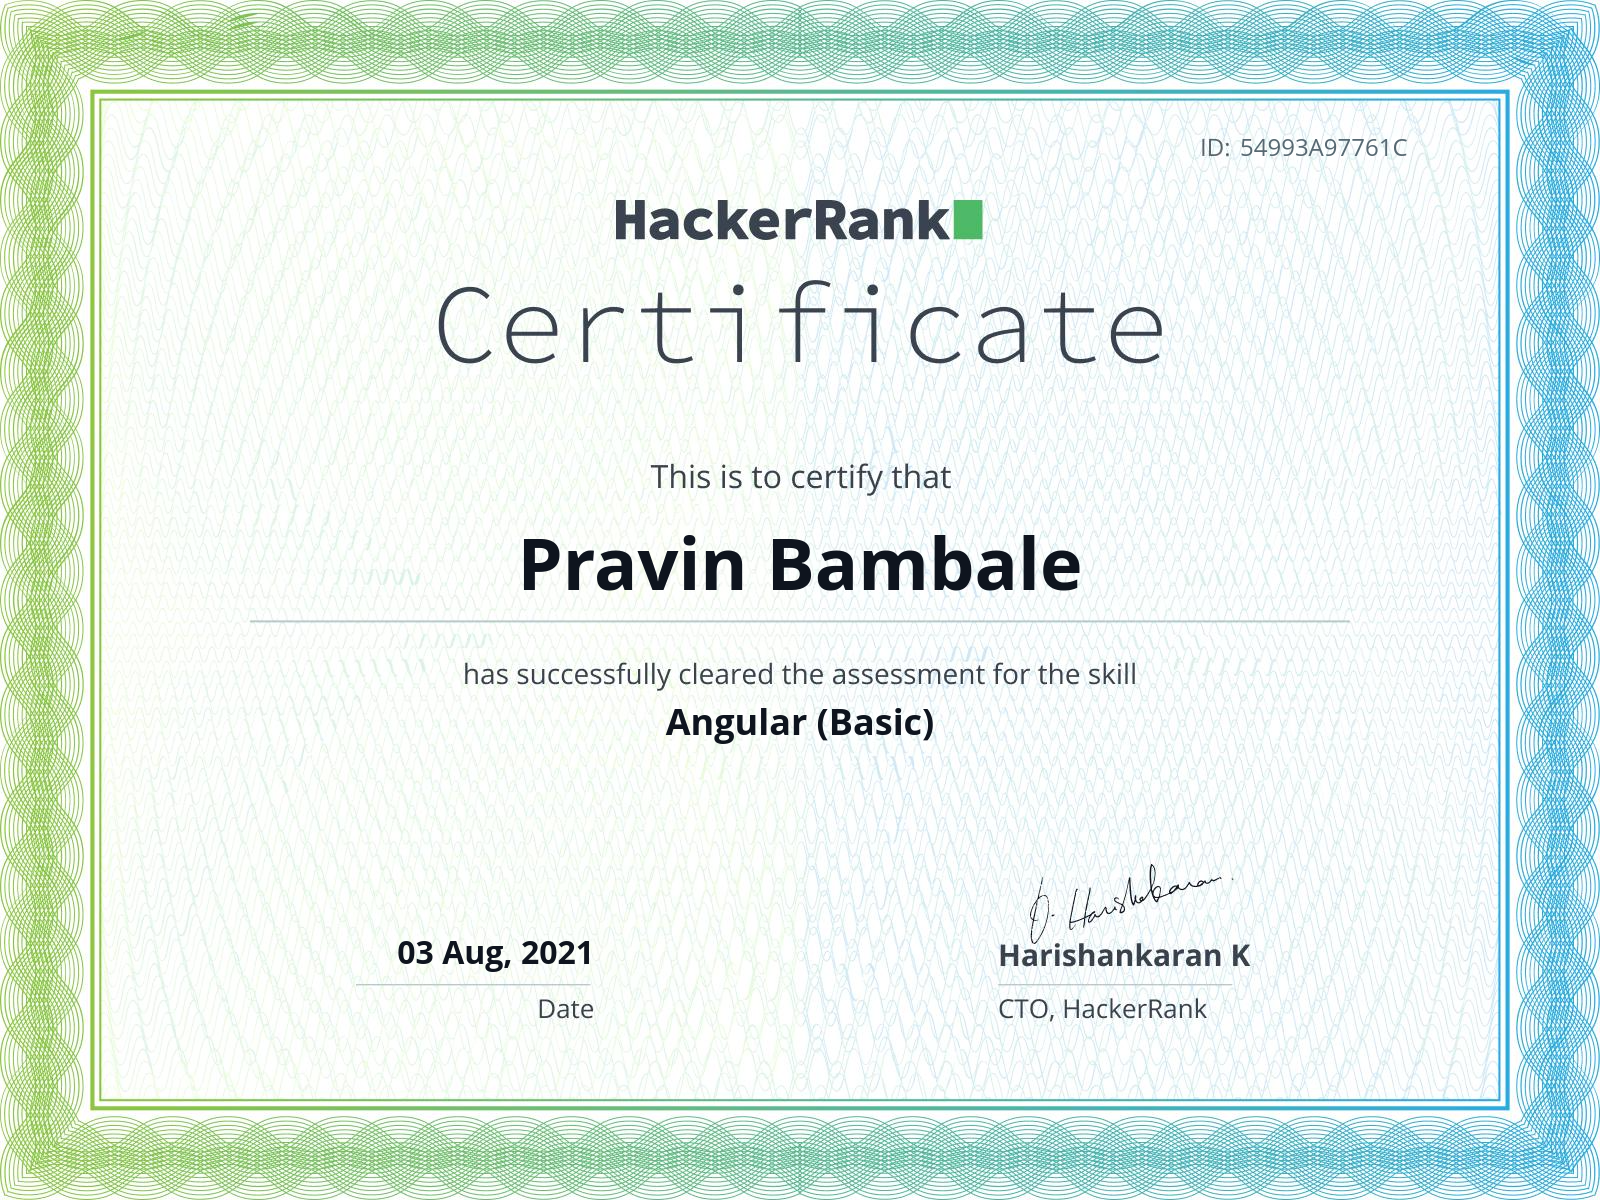 ID: 54993A97761C
HackerRank
Certificate
This is to certify that
Pravin Bambale
has successfully cleared the assessment for the skill
Angular (Basic)
03 Aug, 2021
Date
Harishankaran
Harishankaran K
CTO, HackerRank